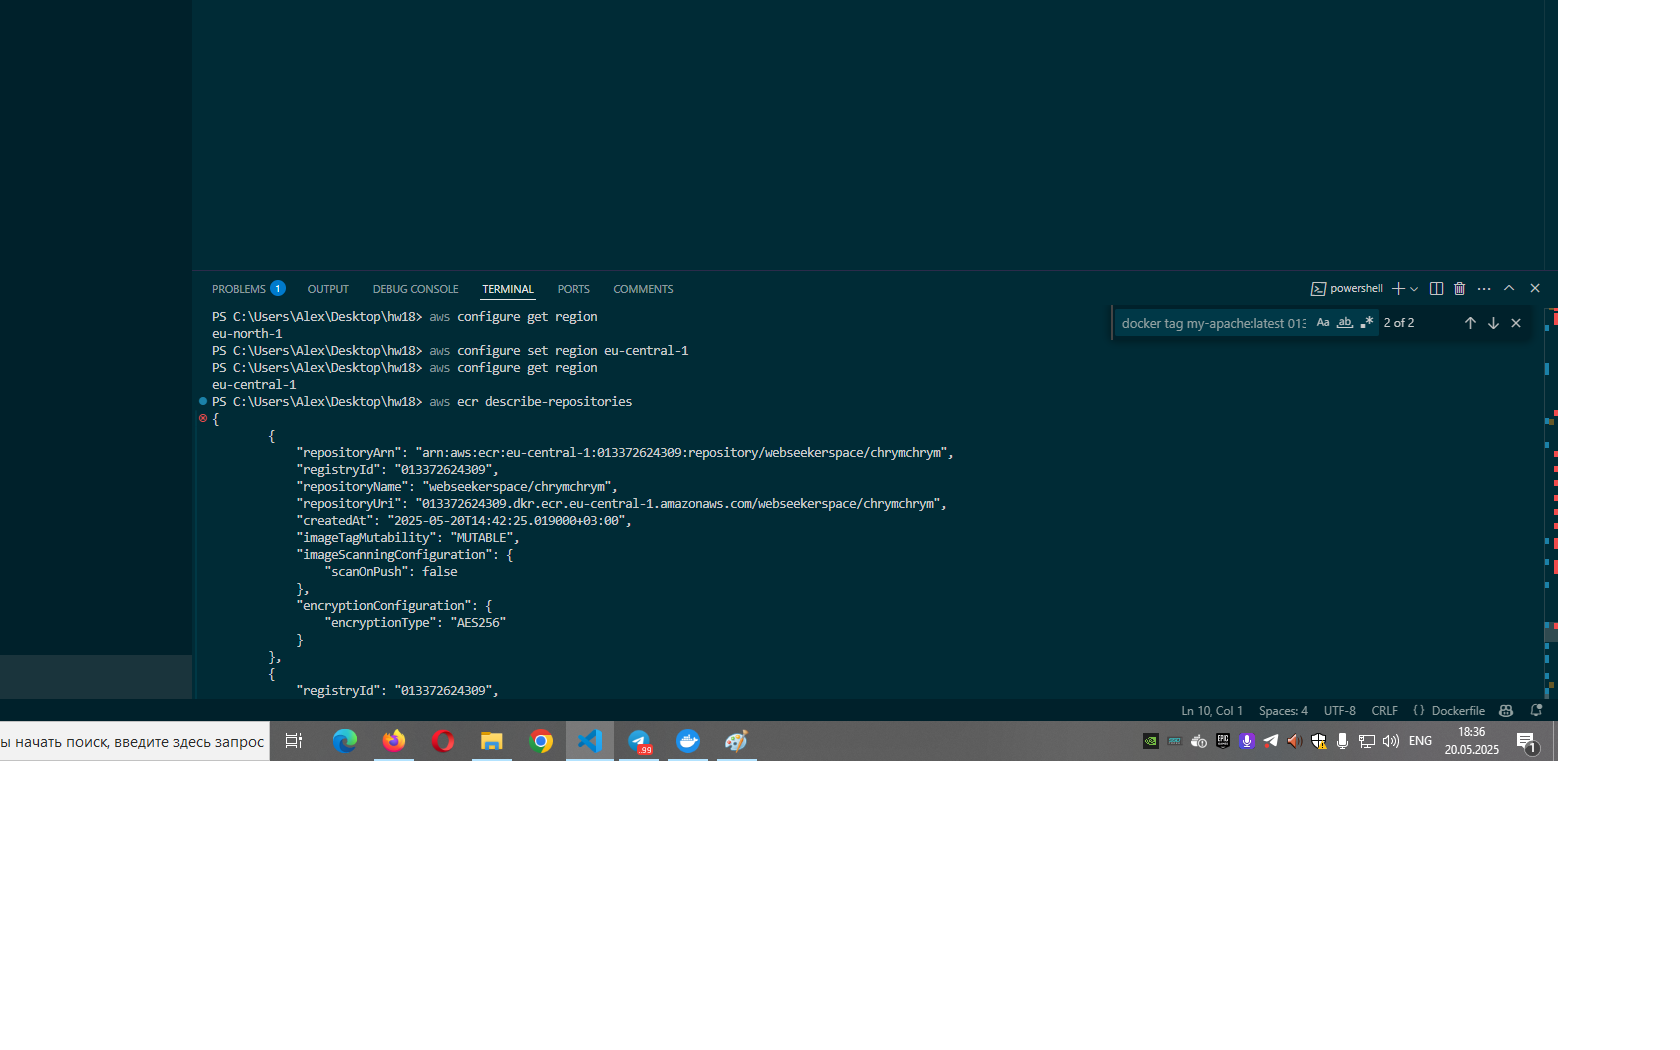 PROBLEMS 1 OUTPUT DEBUG CONSOLE TERMINAL PORTS COMMENTS powershell
docker tag my-apache:latest 013 Aa ab .* 2 of 2
PS C:\Users\Alex\Desktop\hw18> aws configure get region
eu-north-1
PS C:\Users\Alex\Desktop\hw18> aws configure set region eu-central-1
PS C:\Users\Alex\Desktop\hw18> aws configure get region
eu-central-1
PS C:\Users\Alex\Desktop\hw18> aws ecr describe-repositories
{
{
"repositoryArn": "arn:aws:ecr:eu-central-1:013372624309:repository/webseekerspace/chrymchrym",
"registryId": "013372624309",
"repositoryName": "webseekerspace/chrymchrym",
"repositoryUri": "013372624309.dkr.ecr.eu-central-1.amazonaws.com/webseekerspace/chrymchrym",
"createdAt": "2025-05-20T14:42:25.019000+03:00",
"imageTagMutability": "MUTABLE",
"imageScanningConfiguration": {
"scanOnPush": false
},
"encryptionConfiguration": {
"encryptionType": "AES256"
}
},
{
"registryId": "013372624309",
Ln 10, Col 1 Spaces: 4 UTF-8 CRLF {} Dockerfile
ы начать поиск, введите здесь запрос
99
EPIC
ENG
18:36
20.05.2025
1